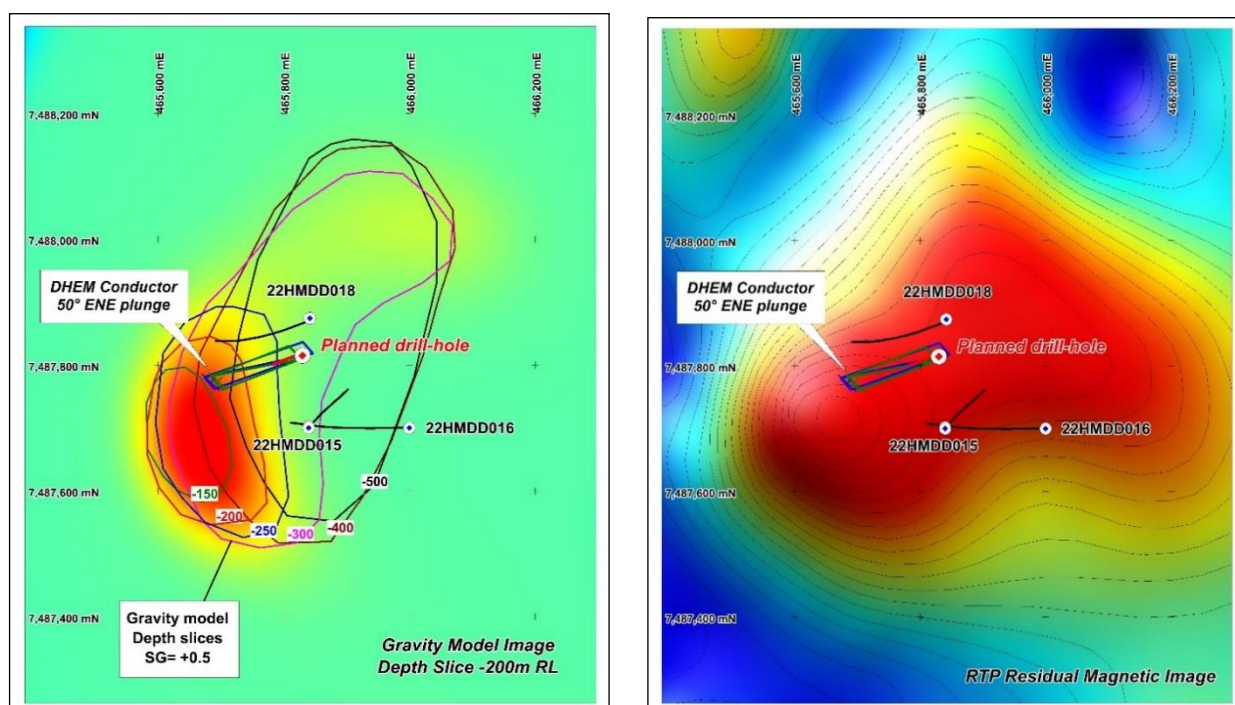 465,600 mE
465,800 mE
466,000 mE
466,200 mE
7,488,200 mN
7,488,000 mN
DHEM Conductor
50° ENE plunge
22HMDD018
Planned drill-hole
7,487,800 mN
22HMDD015
22HMDD016
-500
7,487,600 mN
-150
-200
-250
-300
-400
7,487,400 mN
Gravity model
Depth slices
SG= +0.5
Gravity Model Image
Depth Slice -200m RL
465,600 mE
465,800 mE
466,000 mE
466,200 mE
7,488,200 mN
7,488,000 mN
DHEM Conductor
50° ENE plunge
22HMDD018
Planned drill-hole
7,487,800 mN
22HMDD015
22HMDD016
7,487,600 mN
7,487,400 mN
RTP Residual Magnetic Image